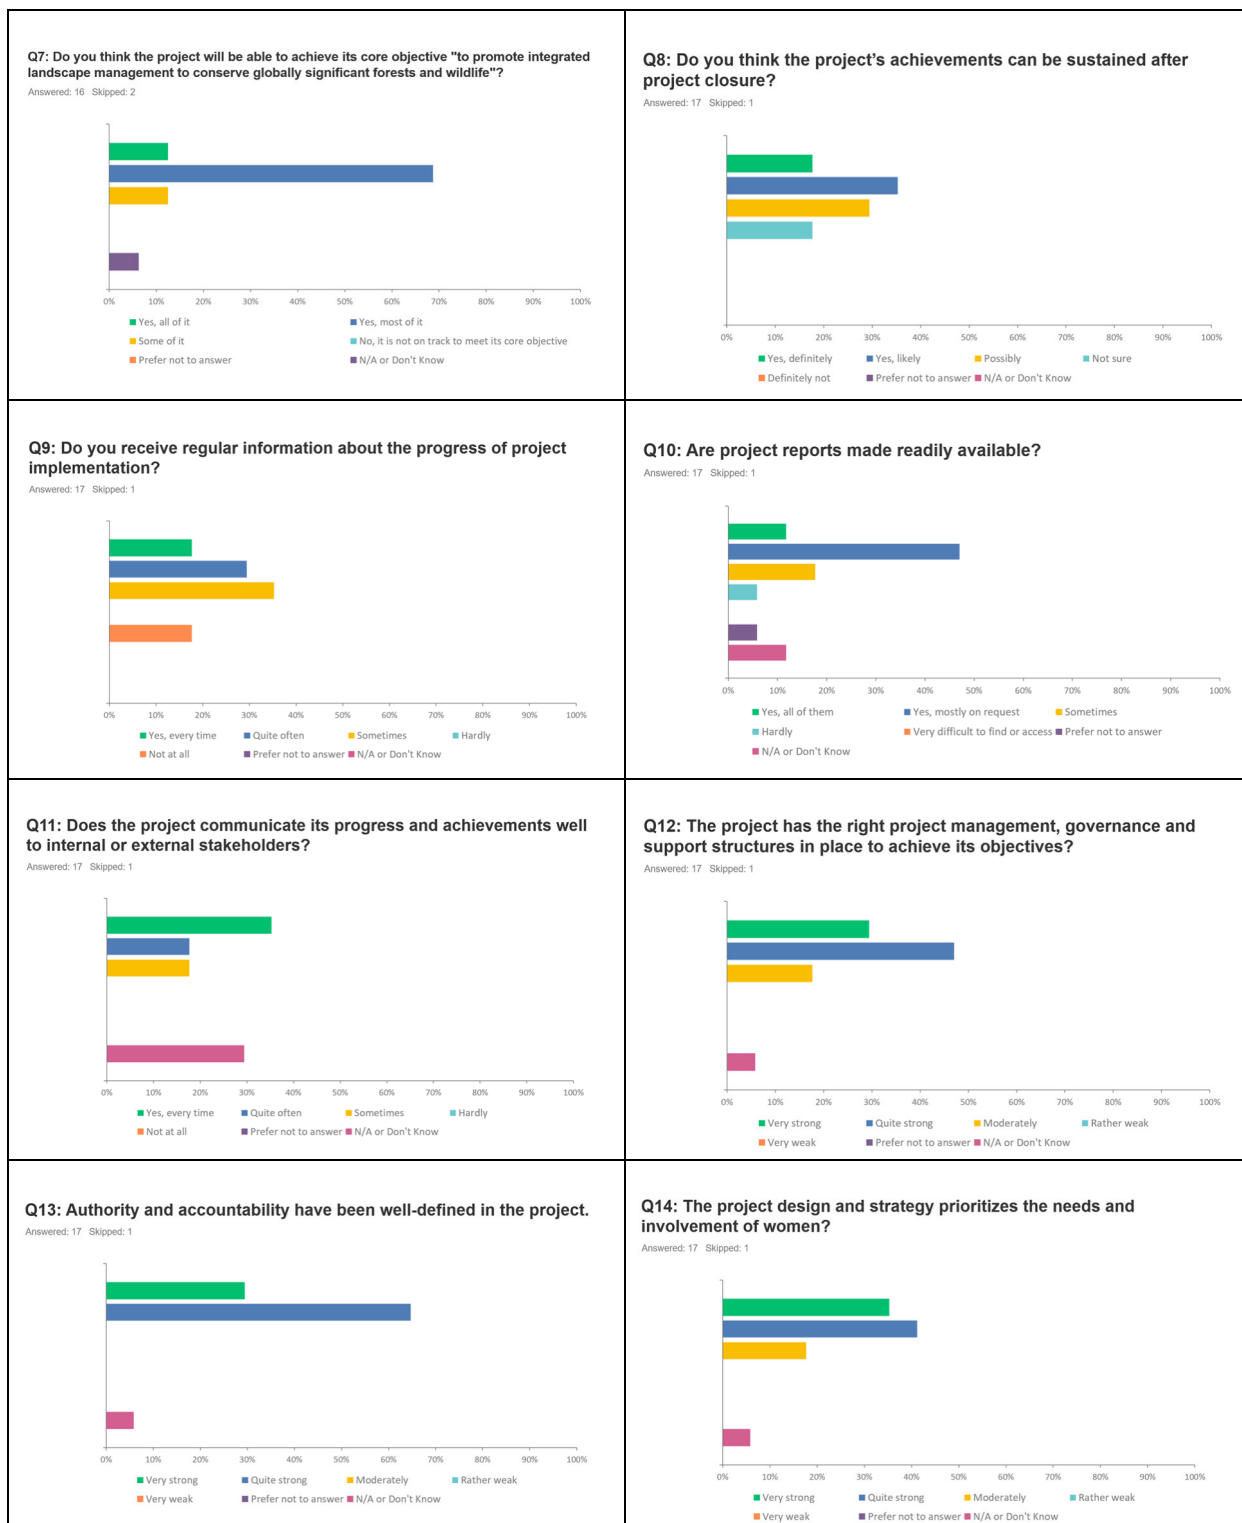 Q7: Do you think the project will be able to achieve its core objective "to promote integrated
landscape management to conserve globally significant forests and wildlife"?
Answered: 16 Skipped: 2
0% 10% 20% 30% 40% 50% 60% 70% 80% 90% 100%
Yes, all of it Yes, most of it
Some of it No, it is not on track to meet its core objective
Prefer not to answer N/A or Don't Know
Q8: Do you think the project’s achievements can be sustained after
project closure?
Answered: 17 Skipped: 1
0% 10% 20% 30% 40% 50% 60% 70% 80% 90% 100%
Yes, definitely Yes, likely Possibly Not sure
Definitely not Prefer not to answer N/A or Don't Know
Q9: Do you receive regular information about the progress of project
implementation?
Answered: 17 Skipped: 1
0% 10% 20% 30% 40% 50% 60% 70% 80% 90% 100%
Yes, every time Quite often Sometimes Hardly
Not at all Prefer not to answer N/A or Don't Know
Q10: Are project reports made readily available?
Answered: 17 Skipped: 1
0% 10% 20% 30% 40% 50% 60% 70% 80% 90% 100%
Yes, all of them Yes, mostly on request Sometimes
Hardly Very difficult to find or access Prefer not to answer
N/A or Don't Know
Q11: Does the project communicate its progress and achievements well
to internal or external stakeholders?
Answered: 17 Skipped: 1
0% 10% 20% 30% 40% 50% 60% 70% 80% 90% 100%
Yes, every time Quite often Sometimes Hardly
Not at all Prefer not to answer N/A or Don't Know
Q12: The project has the right project management, governance and
support structures in place to achieve its objectives?
Answered: 17 Skipped: 1
0% 10% 20% 30% 40% 50% 60% 70% 80% 90% 100%
Very strong Quite strong Moderately Rather weak
Very weak Prefer not to answer N/A or Don't Know
Q13: Authority and accountability have been well-defined in the project.
Answered: 17 Skipped: 1
0% 10% 20% 30% 40% 50% 60% 70% 80% 90% 100%
Very strong Quite strong Moderately Rather weak
Very weak Prefer not to answer N/A or Don't Know
Q14: The project design and strategy prioritizes the needs and
involvement of women?
Answered: 17 Skipped: 1
0% 10% 20% 30% 40% 50% 60% 70% 80% 90% 100%
Very strong Quite strong Moderately Rather weak
Very weak Prefer not to answer N/A or Don't Know